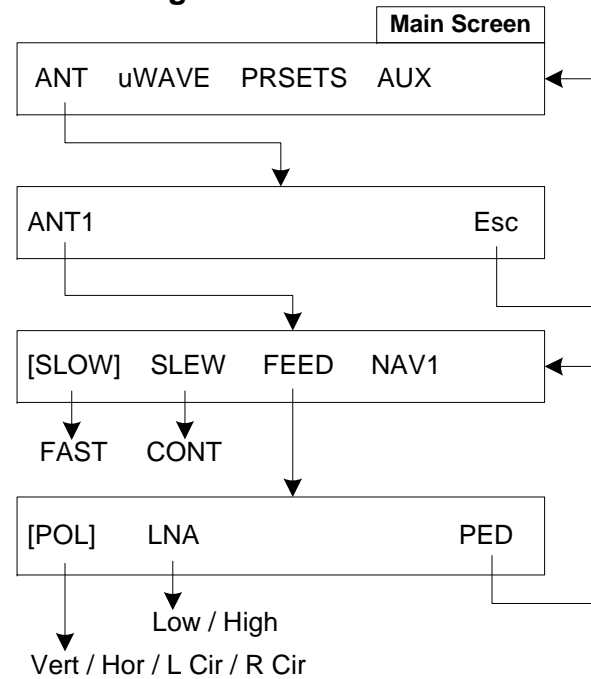 Main Screen
ANT uWAVE PRSETS AUX
ANT1 Esc
[SLOW] SLEW FEED NAV1
FAST CONT
[POL] LNA PED
Low / High
Vert / Hor / L Cir / R Cir